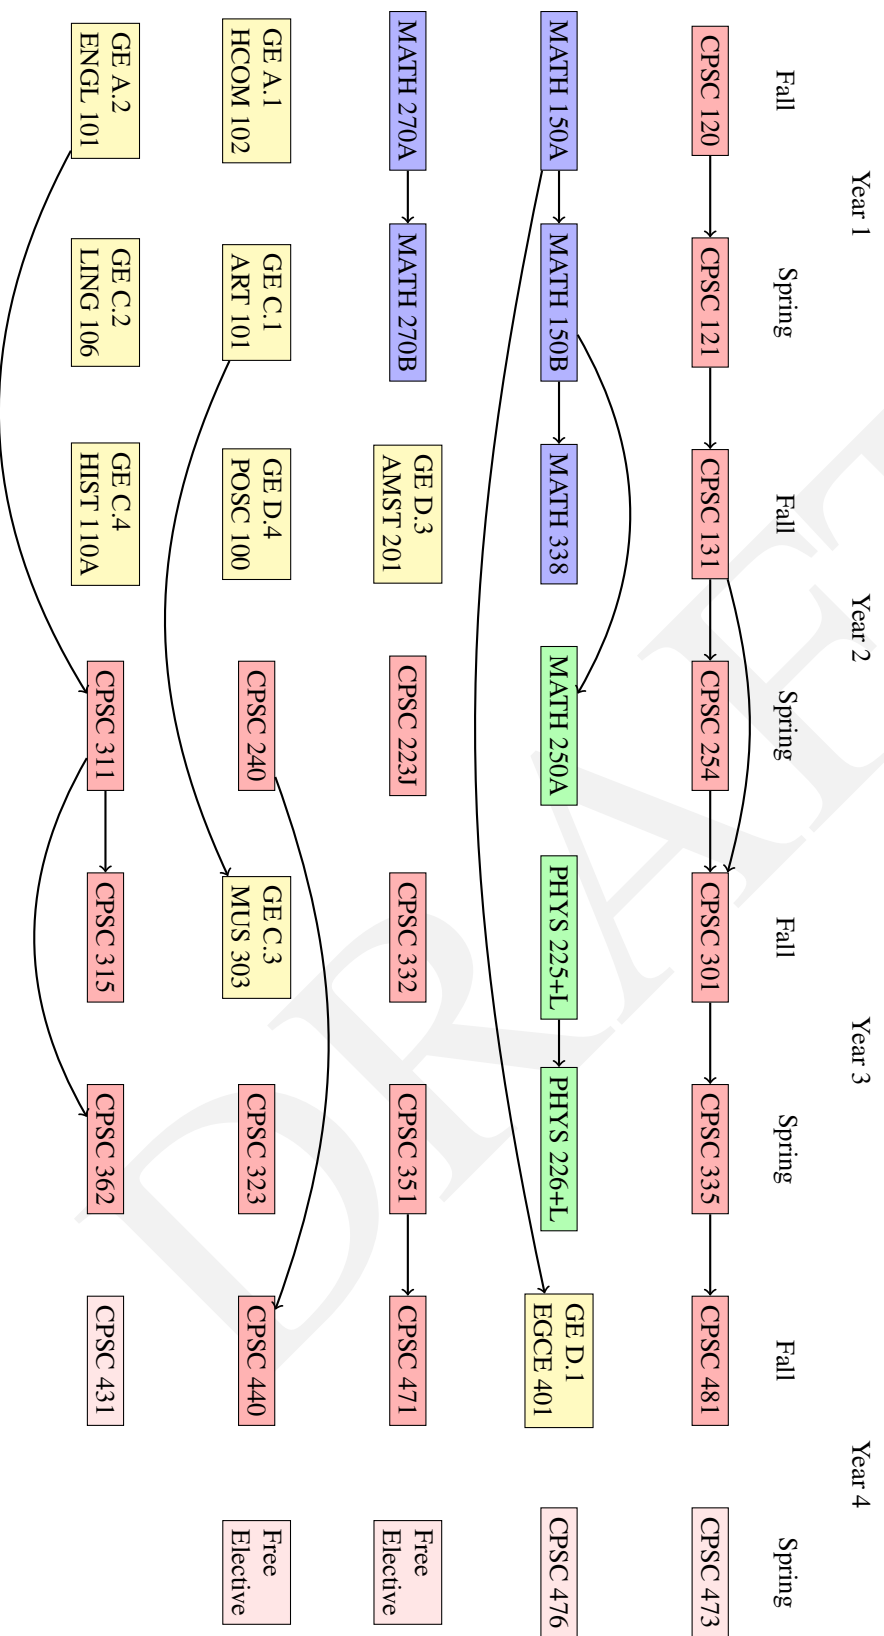 Year 1
Year 2
Year 3
Year 4
Fall
Spring
Fall
Spring
Fall
Spring
Fall
Spring
CPSC 120
CPSC 121
CPSC 131
CPSC 254
CPSC 301
CPSC 335
CPSC 481
CPSC 473
MATH 150A
MATH 150B
MATH 338
MATH 250A
PHYS 225+L
PHYS 226+L
GE D.1
EGCE 401
CPSC 476
MATH 270A
MATH 270B
GE D.3
AMST 201
CPSC 223J
CPSC 332
CPSC 351
CPSC 471
Free
Elective
GE A.1
HCOM 102
GE C.1
ART 101
GE D.4
POSC 100
CPSC 240
GE C.3
MUS 303
CPSC 323
CPSC 440
Free
Elective
GE A.2
ENGL 101
GE C.2
LING 106
GE C.4
HIST 110A
CPSC 311
CPSC 315
CPSC 362
CPSC 431
DRAFT